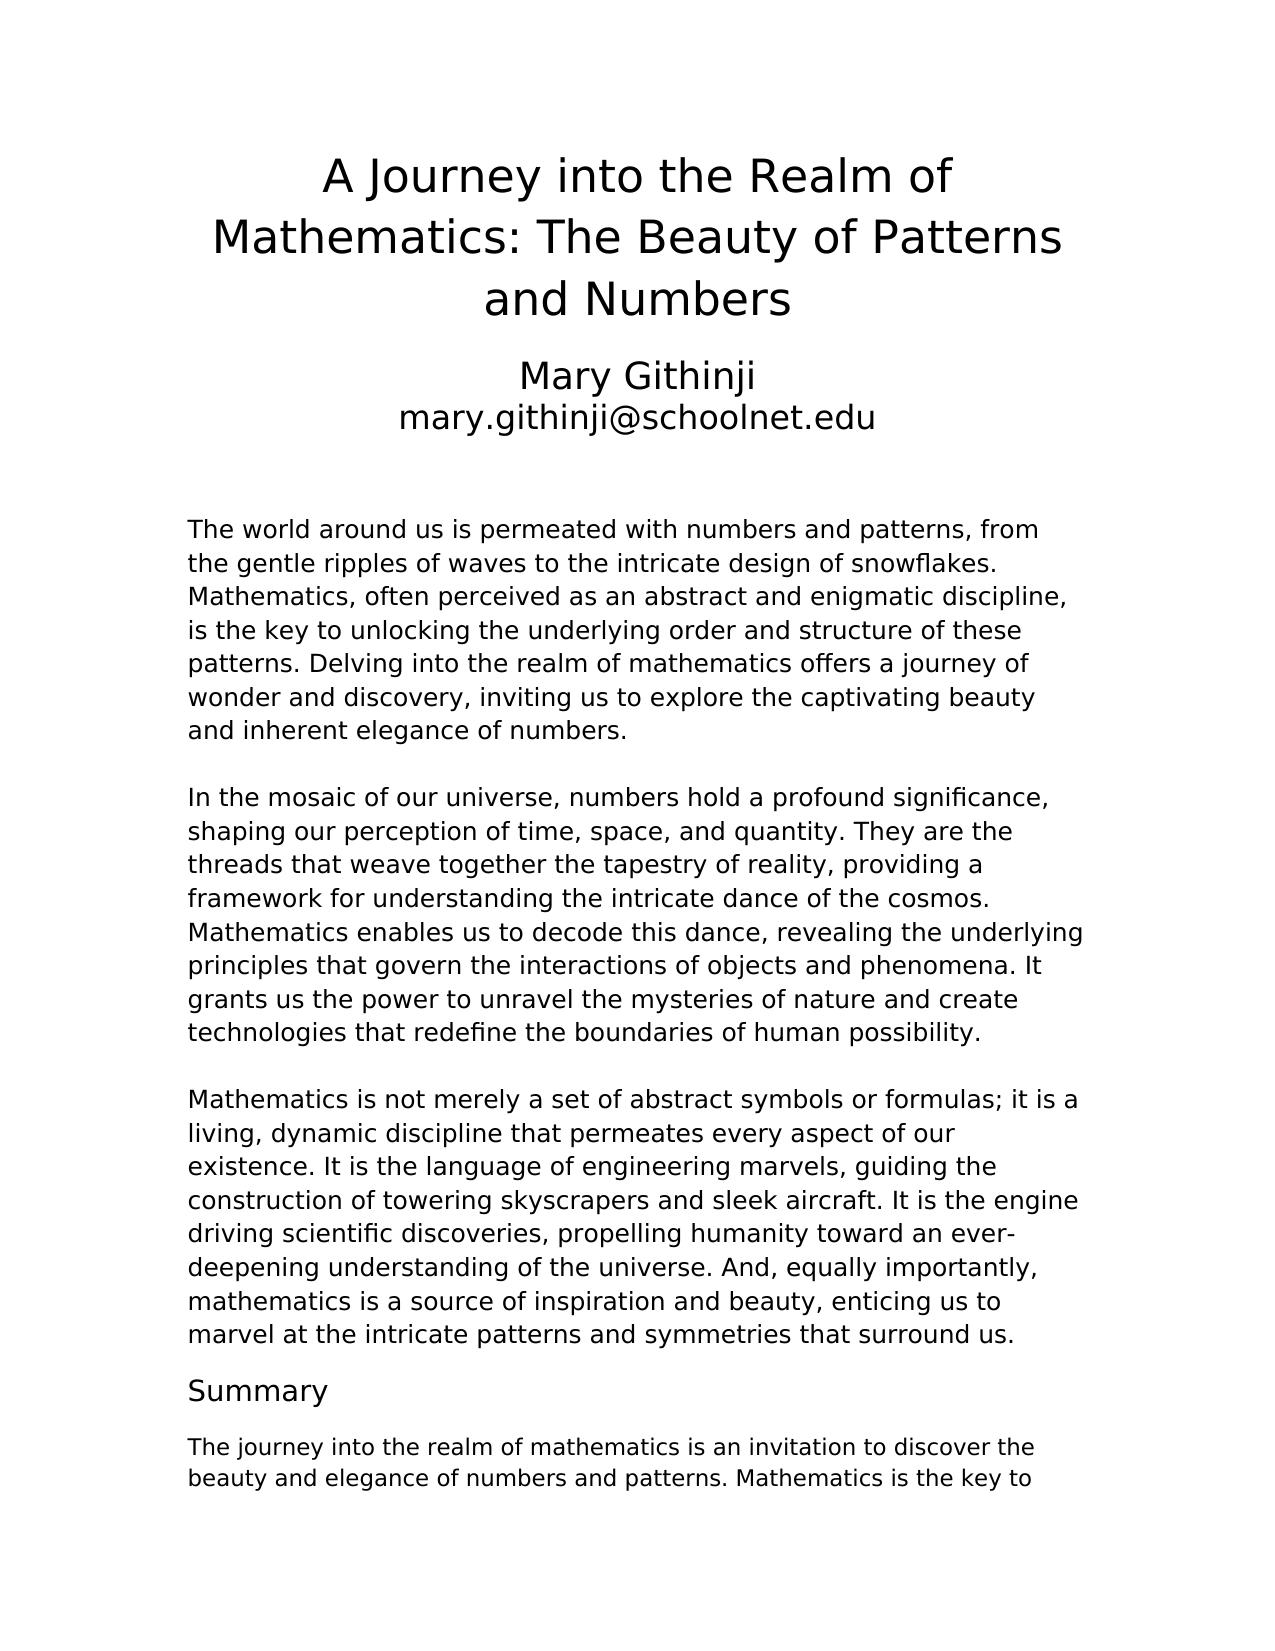 A Journey into the Realm of
Mathematics: The Beauty of Patterns
and Numbers
Mary Githinji
mary.githinji@schoolnet.edu
The world around us is permeated with numbers and patterns, from
the gentle ripples of waves to the intricate design of snowflakes.
Mathematics, often perceived as an abstract and enigmatic discipline,
is the key to unlocking the underlying order and structure of these
patterns. Delving into the realm of mathematics offers a journey of
wonder and discovery, inviting us to explore the captivating beauty
and inherent elegance of numbers.
In the mosaic of our universe, numbers hold a profound significance,
shaping our perception of time, space, and quantity. They are the
threads that weave together the tapestry of reality, providing a
framework for understanding the intricate dance of the cosmos.
Mathematics enables us to decode this dance, revealing the underlying
principles that govern the interactions of objects and phenomena. It
grants us the power to unravel the mysteries of nature and create
technologies that redefine the boundaries of human possibility.
Mathematics is not merely a set of abstract symbols or formulas; it is a
living, dynamic discipline that permeates every aspect of our
existence. It is the language of engineering marvels, guiding the
construction of towering skyscrapers and sleek aircraft. It is the engine
driving scientific discoveries, propelling humanity toward an ever-
deepening understanding of the universe. And, equally importantly,
mathematics is a source of inspiration and beauty, enticing us to
marvel at the intricate patterns and symmetries that surround us.
Summary
The journey into the realm of mathematics is an invitation to discover the
beauty and elegance of numbers and patterns. Mathematics is the key to